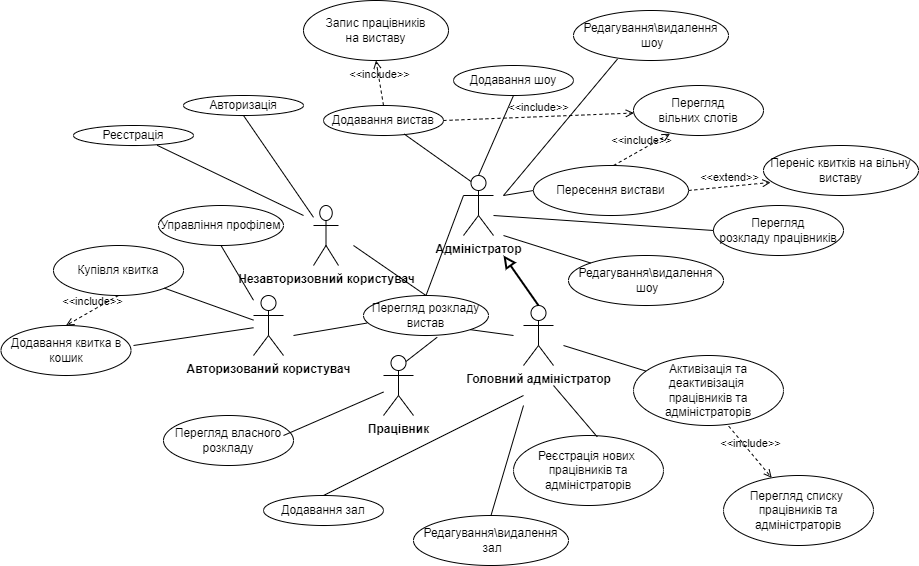 Запис працівників
на виставу
Редагування\видалення
шоу
<<include>>
Додавання шоу
Авторизація
<<include>>
Перегляд
вільних слотів
Додавання вистав
Реєстрація
<<include>>
Переніс квитків на вільну
виставу
<<extend>>
Пересення вистави
Управління профілем
Перегляд
розкладу працівників
Адміністратор
Купівля квитка
Незавторизовний користувач
Редагування\видалення
шоу
<<include>>
Перегляд розкладу
вистав
Додавання квитка в
кошик
Авторизований користувач
Головний адміністратор
Активізація та
деактивізація
працівників та
адміністраторів
Працівник
Перегляд власного
розкладу
<<include>>
Реєстрація нових
працівників та
адміністраторів
Перегляд списку
працівників та
адміністраторів
Додавання зал
Редагування\видалення
зал